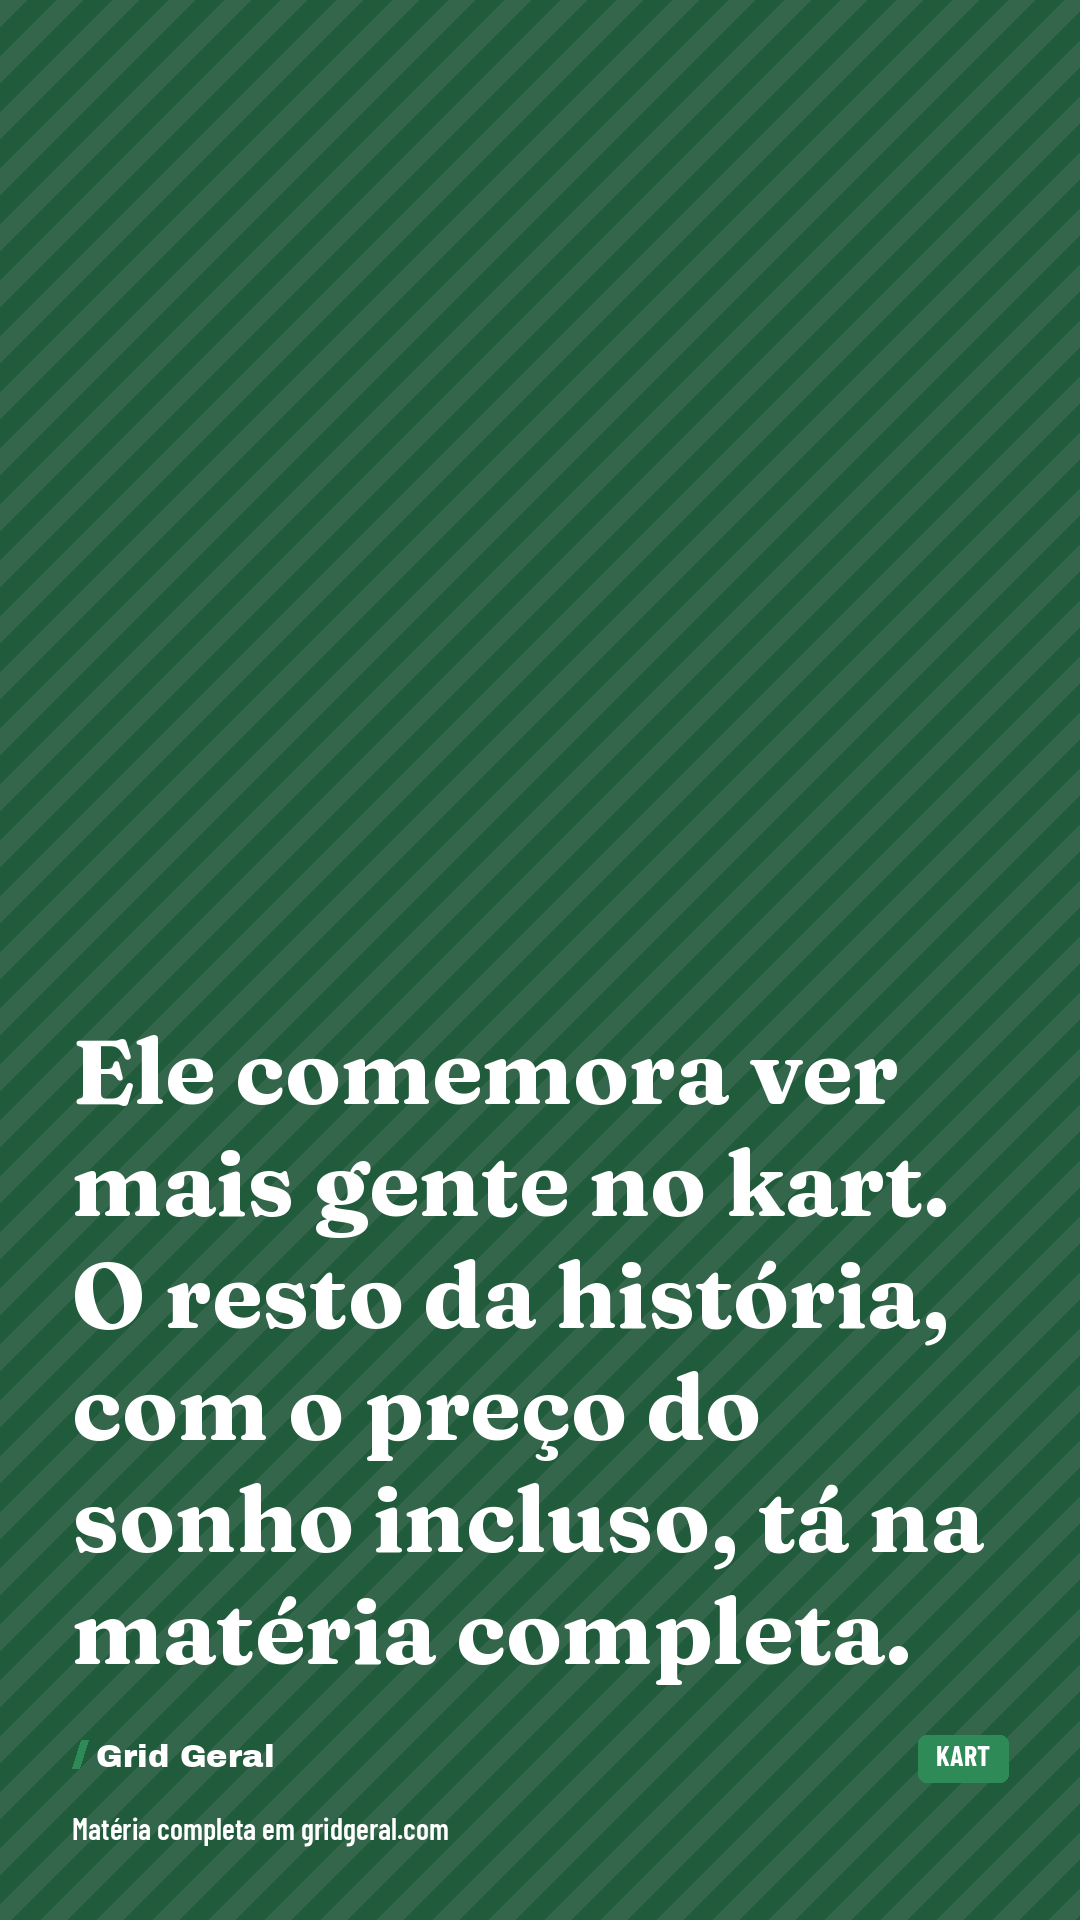 Ele comemora ver
mais gente no kart.
O resto da história,
com o preço do
sonho incluso, tá na
matéria completa.
/ Grid Geral
KART
Matéria completa em gridgeral.com